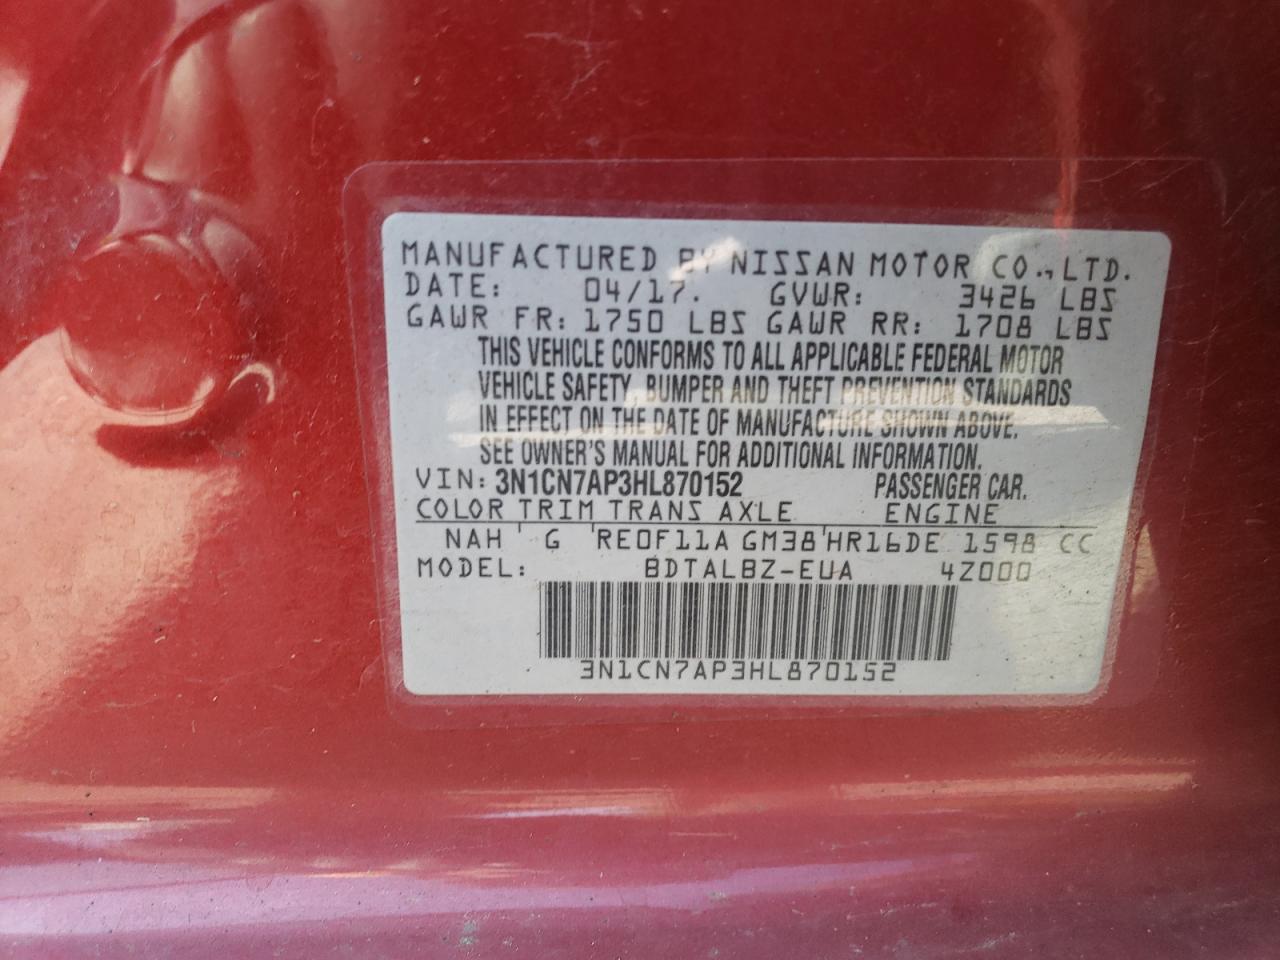 MANUFACTURED BY NISSAN MOTOR CO., LTD.
DATE: 04/17. GVWR: 3426 LBS
GAWR FR: 1750 LBS GAWR RR: 1708 LBS
THIS VEHICLE CONFORMS TO ALL APPLICABLE FEDERAL MOTOR
VEHICLE SAFETY, BUMPER AND THEFT PREVENTION STANDARDS
IN EFFECT ON THE DATE OF MANUFACTURE SHOWN ABOVE.
SEE OWNER'S MANUAL FOR ADDITIONAL INFORMATION.
VIN: 3N1CN7AP3HL870152 PASSENGER CAR.
COLOR TRIM TRANS AXLE ENGINE
NAH G RE0F11A GM38 HR16DE 1598 CC
MODEL: BDTALBZ-EUA 4Z000
3N1CN7AP3HL870152